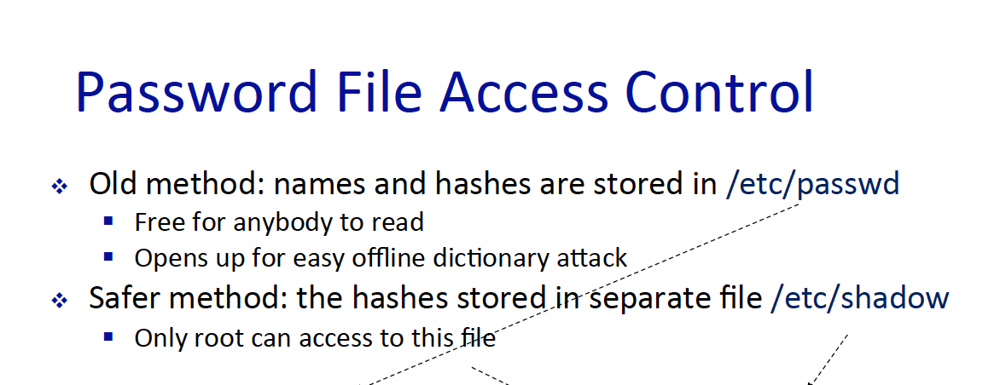 Password File Access Control
Old method: names and hashes are stored in /etc/passwd
Free for anybody to read
Opens up for easy offline dictionary attack
Safer method: the hashes stored in separate file /etc/shadow
Only root can access to this file